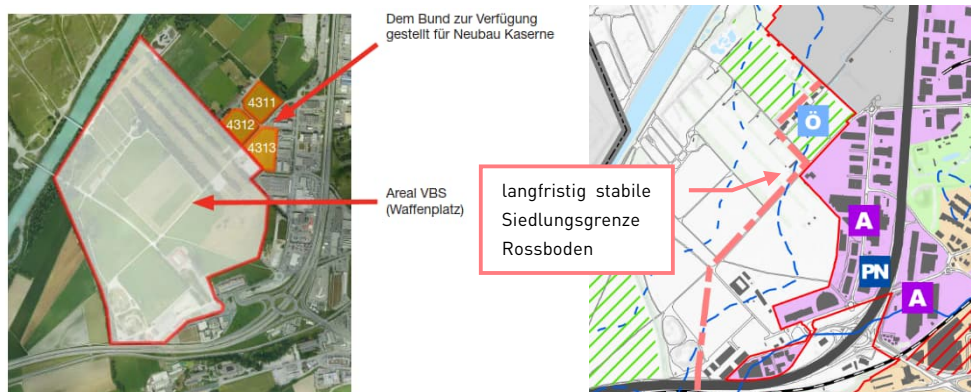 Dem Bund zur Verfügung
gestellt für Neubau Kaserne
4311
4312
4313
Areal VBS
(Waffenplatz)
langfristig stabile
Siedlungsgrenze
Rossboden
Ö
A
PN
A